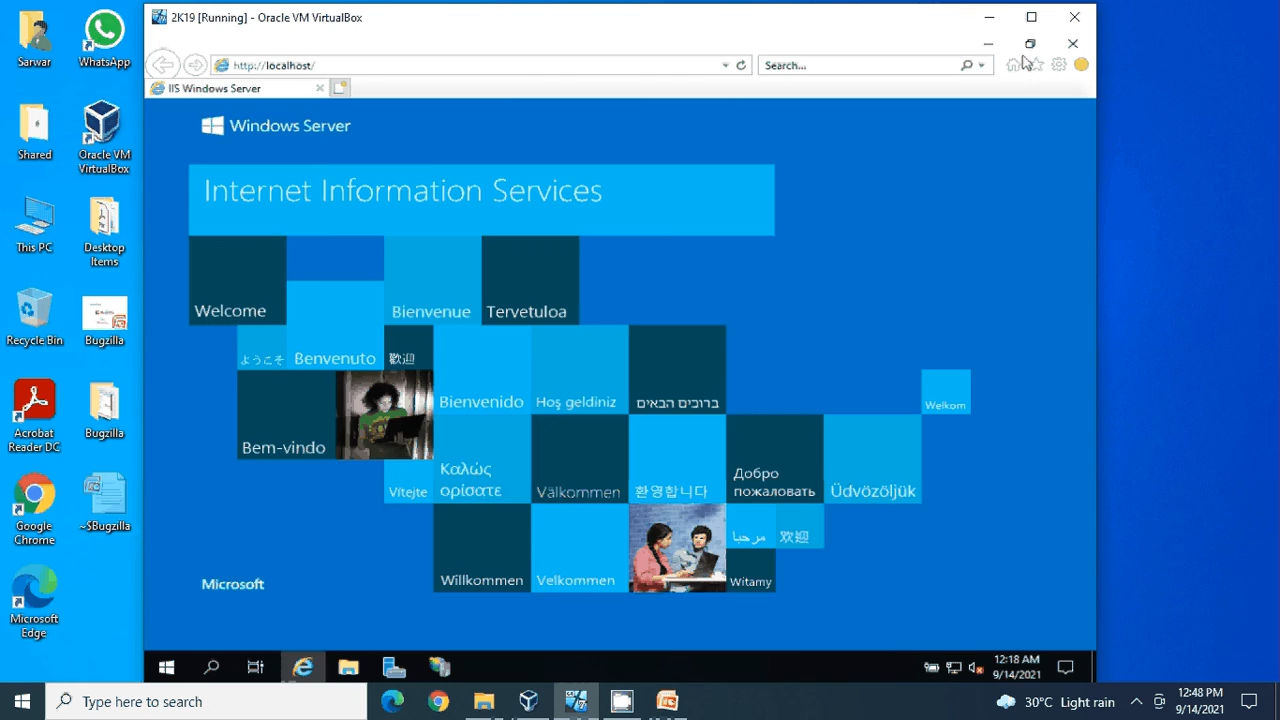 2K19 [Running] - Oracle VM VirtualBox
http://localhost/
Search...
IIS Windows Server
Windows Server
Internet Information Services
Welcome
Bienvenue
Tervetuloa
ようこそ
Benvenuto
歡迎
Bienvenido
Hoş geldiniz
ברוכים הבאים
Welkom
Bem-vindo
Vítejte
Καλώς
ορίσατε
Välkommen
환영합니다
Добро
пожаловать
Üdvözöljük
Willkommen
Velkommen
مرحبا
欢迎
Witamy
Microsoft
12:18 AM
9/14/2021
Sarwar
WhatsApp
Shared
Oracle VM
VirtualBox
This PC
Desktop
Items
Recycle Bin
Bugzilla
Acrobat
Reader DC
Bugzilla
Google
Chrome
~$Bugzilla
Microsoft
Edge
Type here to search
30°C Light rain
12:48 PM
9/14/2021